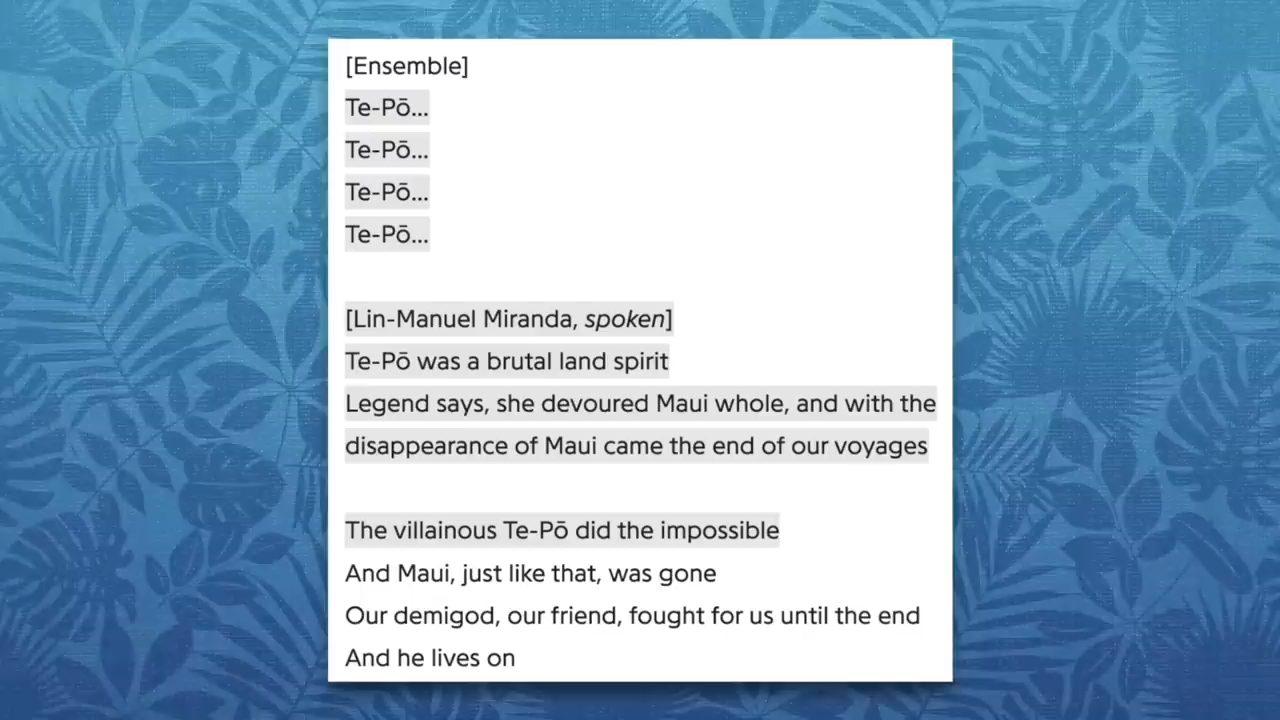 [Ensemble]
Te-Pō...
Te-Pō...
Te-Pō...
Te-Pō...
[Lin-Manuel Miranda, spoken]
Te-Pō was a brutal land spirit
Legend says, she devoured Maui whole, and with the
disappearance of Maui came the end of our voyages
The villainous Te-Pō did the impossible
And Maui, just like that, was gone
Our demigod, our friend, fought for us until the end
And he lives on